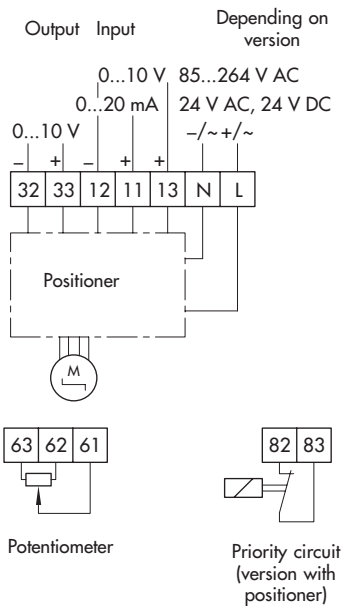 Output Input Depending on
version
0...10 V 85...264 V AC
0...20 mA 24 V AC, 24 V DC
0...10 V –/~ +/~
– + – + +
32 33 12 11 13 N L
Positioner
M
63 62 61
82 83
Potentiometer
Priority circuit
(version with
positioner)